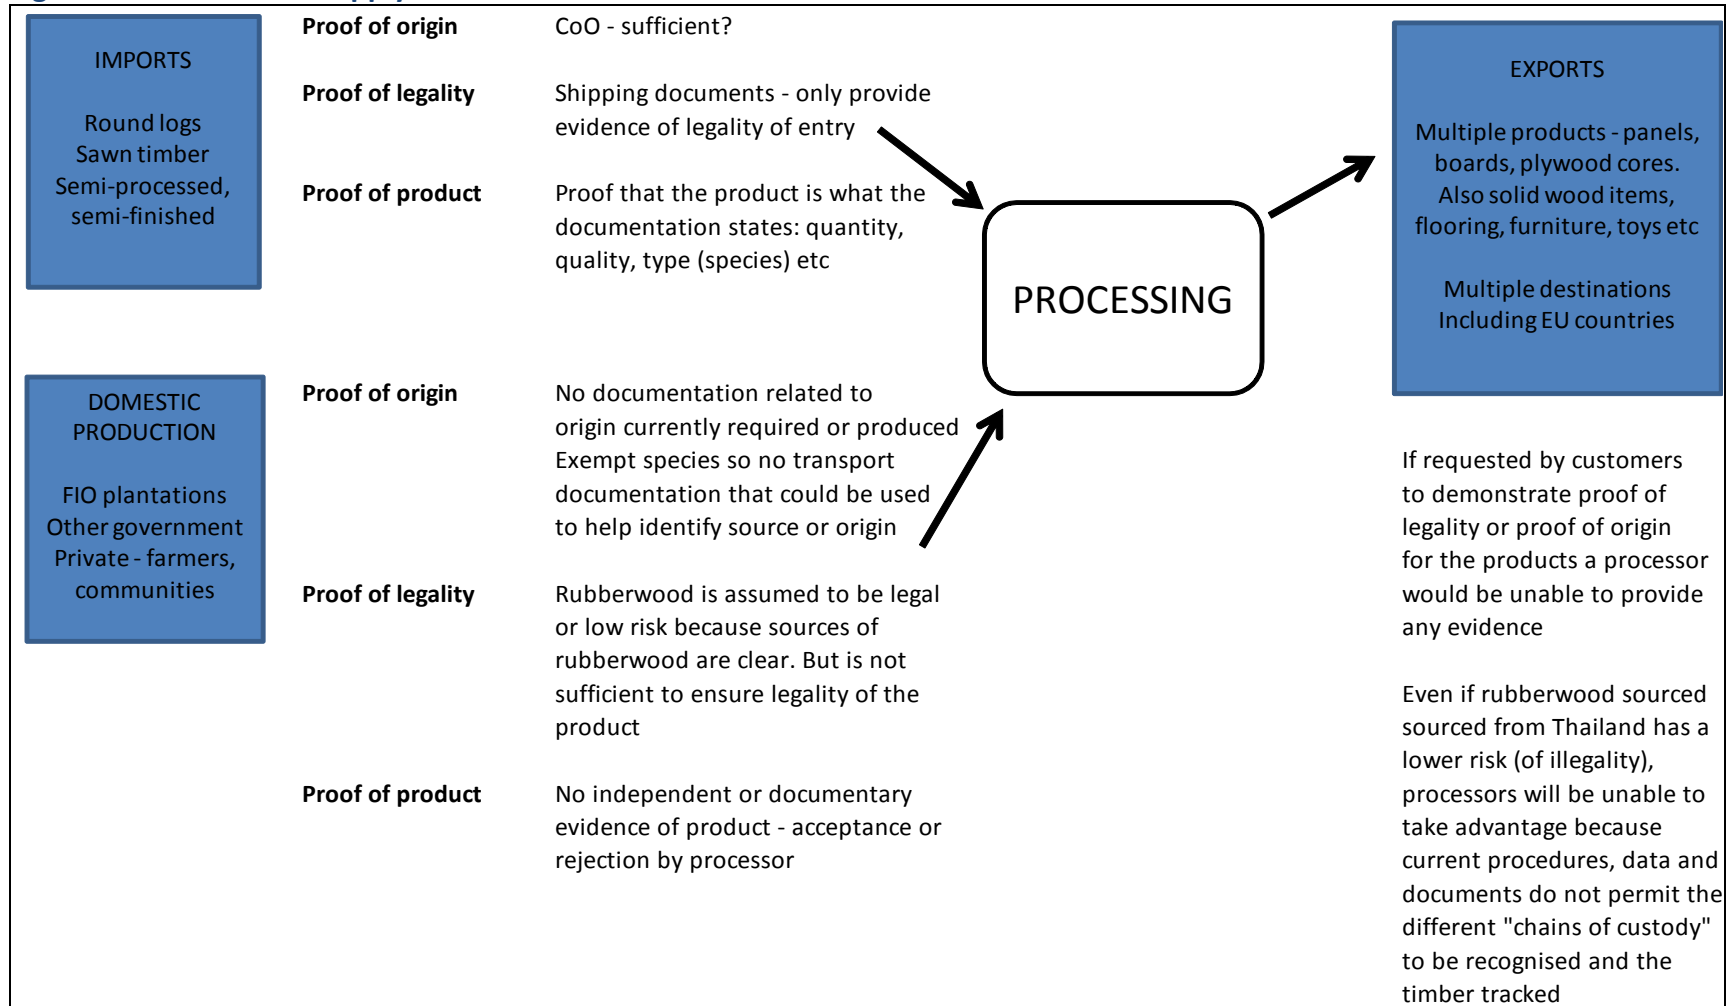 IMPORTS
Round logs
Sawn timber
Semi-processed,
semi-finished
Proof of origin
CoO - sufficient?
Proof of legality
Shipping documents - only provide
evidence of legality of entry
Proof of product
Proof that the product is what the
documentation states: quantity,
quality, type (species) etc
DOMESTIC
PRODUCTION
FIO plantations
Other government
Private - farmers,
communities
Proof of origin
No documentation related to
origin currently required or produced
Exempt species so no transport
documentation that could be used
to help identify source or origin
Proof of legality
Rubberwood is assumed to be legal
or low risk because sources of
rubberwood are clear. But is not
sufficient to ensure legality of the
product
Proof of product
No independent or documentary
evidence of product - acceptance or
rejection by processor
PROCESSING
EXPORTS
Multiple products - panels,
boards, plywood cores.
Also solid wood items,
flooring, furniture, toys etc
Multiple destinations
Including EU countries
If requested by customers
to demonstrate proof of
legality or proof of origin
for the products a processor
would be unable to provide
any evidence
Even if rubberwood sourced
sourced from Thailand has a
lower risk (of illegality),
processors will be unable to
take advantage because
current procedures, data and
documents do not permit the
different "chains of custody"
to be recognised and the
timber tracked